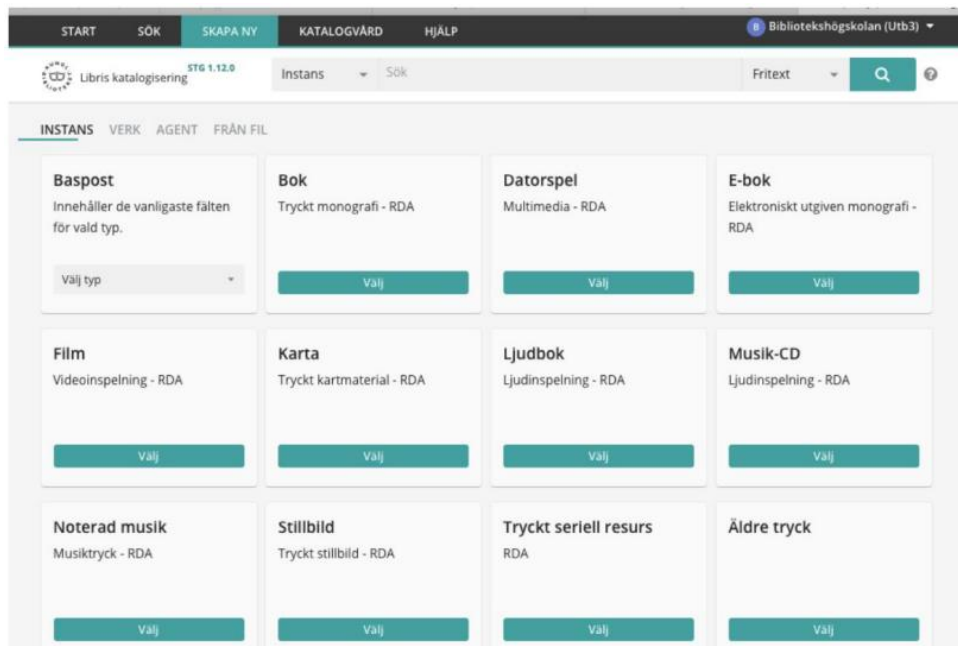 START SÖK SKAPA NY KATALOGVÅRD HJÄLP B Bibliotekshögskolan (Utb3)
Libris katalogisering STG 1.12.0 Instans Sök Fritext
INSTANS VERK AGENT FRÅN FIL
Baspost
Innehåller de vanligaste fälten
för vald typ.
Välj typ
Bok
Tryckt monografi - RDA
Välj
Datorspel
Multimedia - RDA
Välj
E-bok
Elektroniskt utgiven monografi -
RDA
Välj
Film
Videoinspelning - RDA
Välj
Karta
Tryckt kartmaterial - RDA
Välj
Ljudbok
Ljudinspelning - RDA
Välj
Musik-CD
Ljudinspelning - RDA
Välj
Noterad musik
Musiktryck - RDA
Välj
Stillbild
Tryckt stillbild - RDA
Välj
Tryckt seriell resurs
RDA
Välj
Äldre tryck
Välj